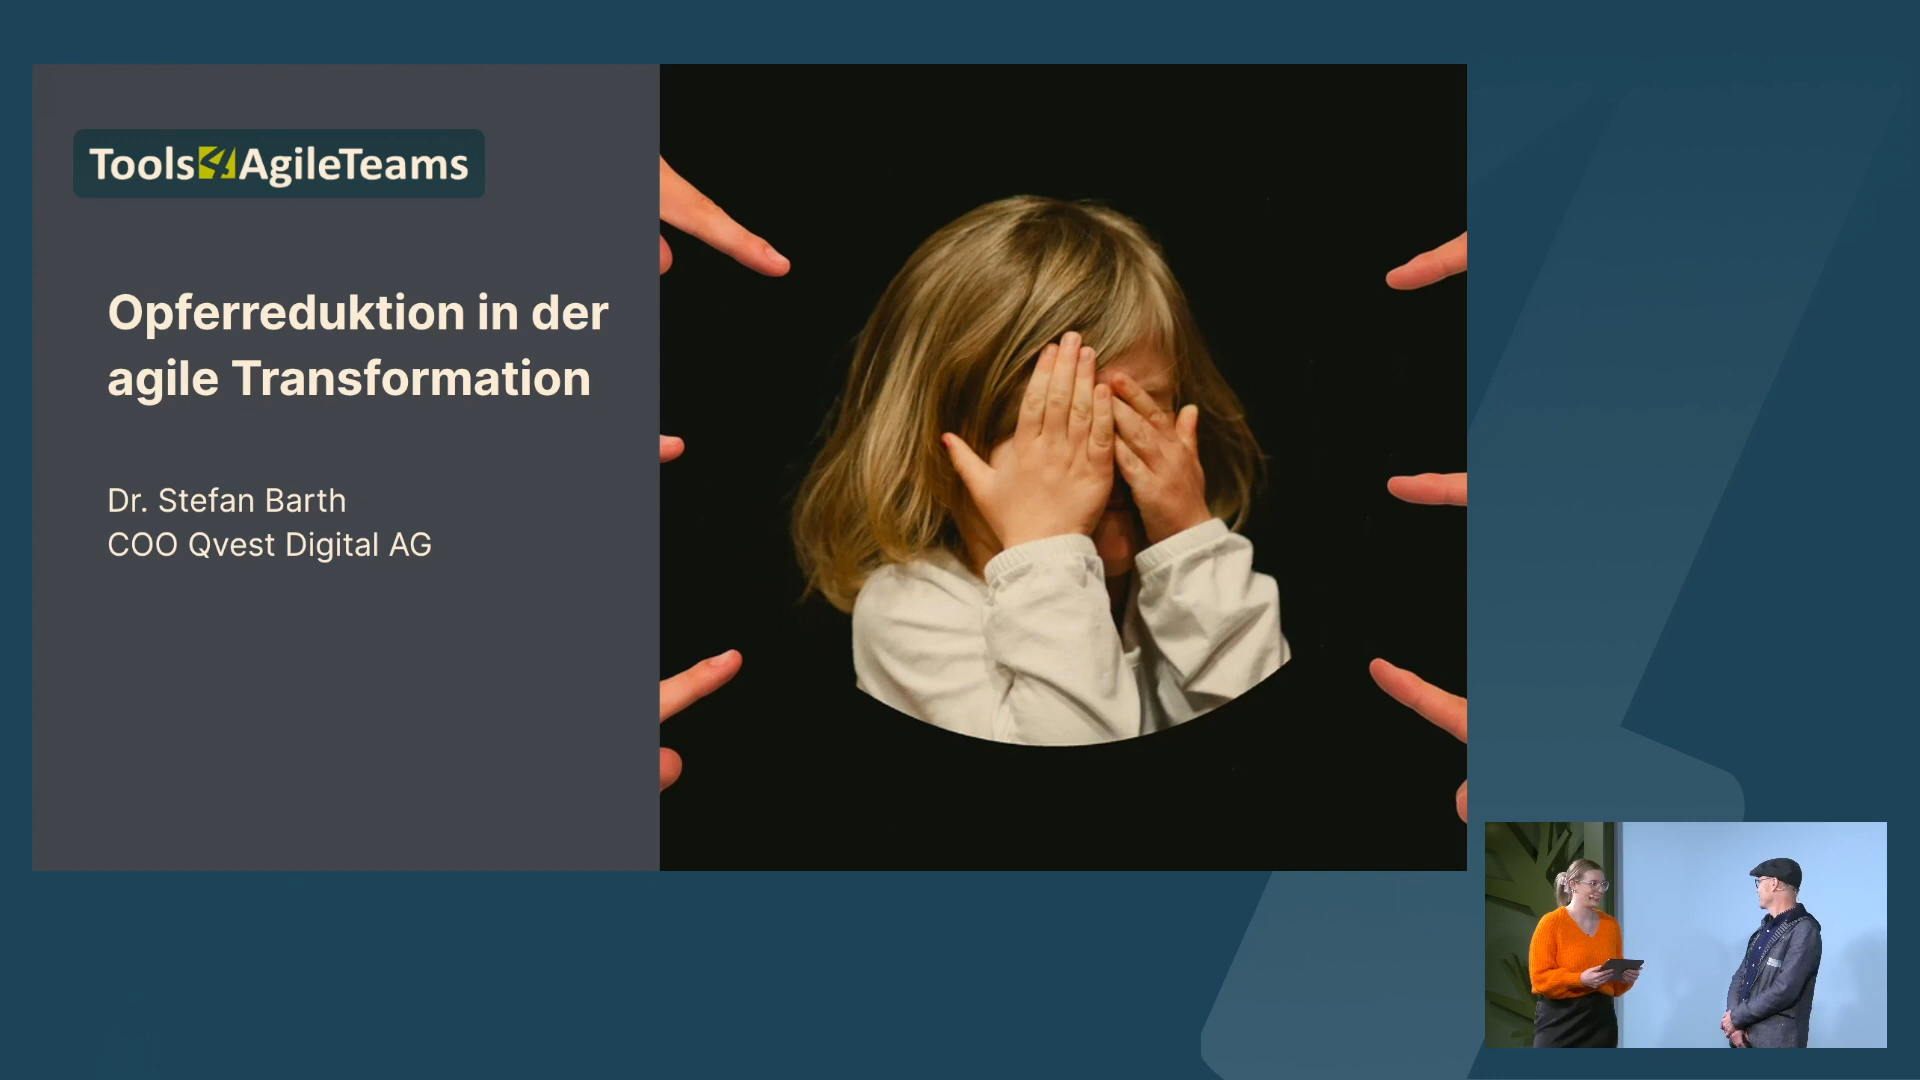 Tools4AgileTeams
Opferreduktion in der
agile Transformation
Dr. Stefan Barth
COO Qvest Digital AG